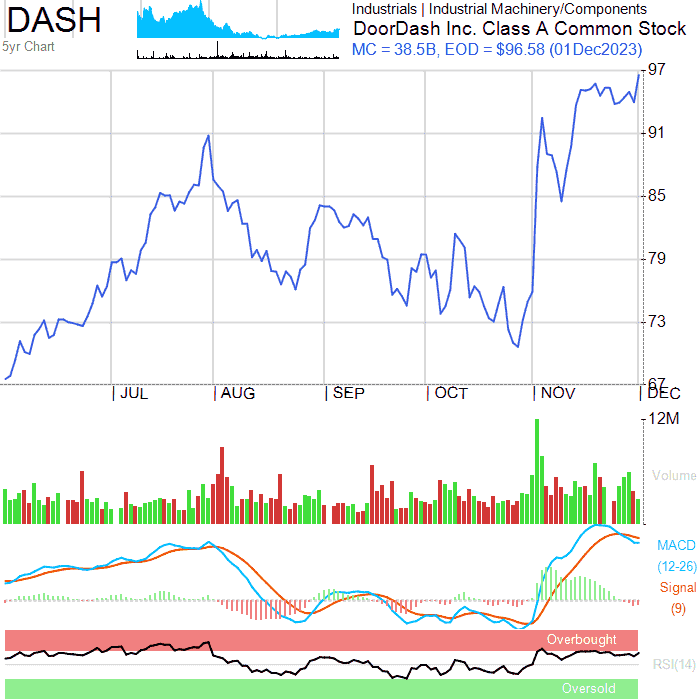 DASH
5yr Chart
Industrials | Industrial Machinery/Components
DoorDash Inc. Class A Common Stock
MC = 38.5B, EOD = $96.58 (01Dec2023)
97
91
85
79
73
67
| JUL | AUG | SEP | OCT | NOV | DEC
12M
Volume
MACD
(12-26)
Signal
(9)
Overbought
RSI(14)
Oversold